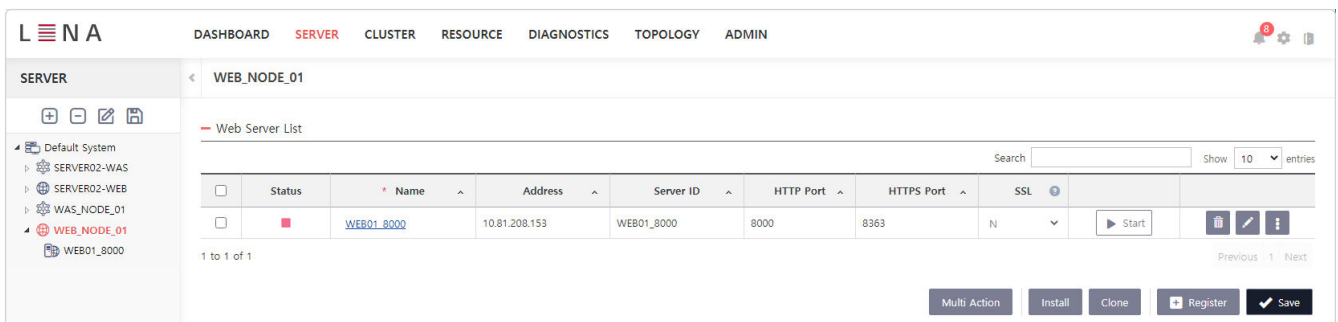 LENA
DASHBOARD SERVER CLUSTER RESOURCE DIAGNOSTICS TOPOLOGY ADMIN
8
SERVER
WEB_NODE_01
Default System
SERVER02-WAS
SERVER02-WEB
WAS_NODE_01
WEB_NODE_01
WEB01_8000
Web Server List
Search Show 10 entries
Status * Name Address Server ID HTTP Port HTTPS Port SSL ?
WEB01_8000 10.81.208.153 WEB01_8000 8000 8363 N Start
1 to 1 of 1 Previous 1 Next
Multi Action Install Clone Register Save